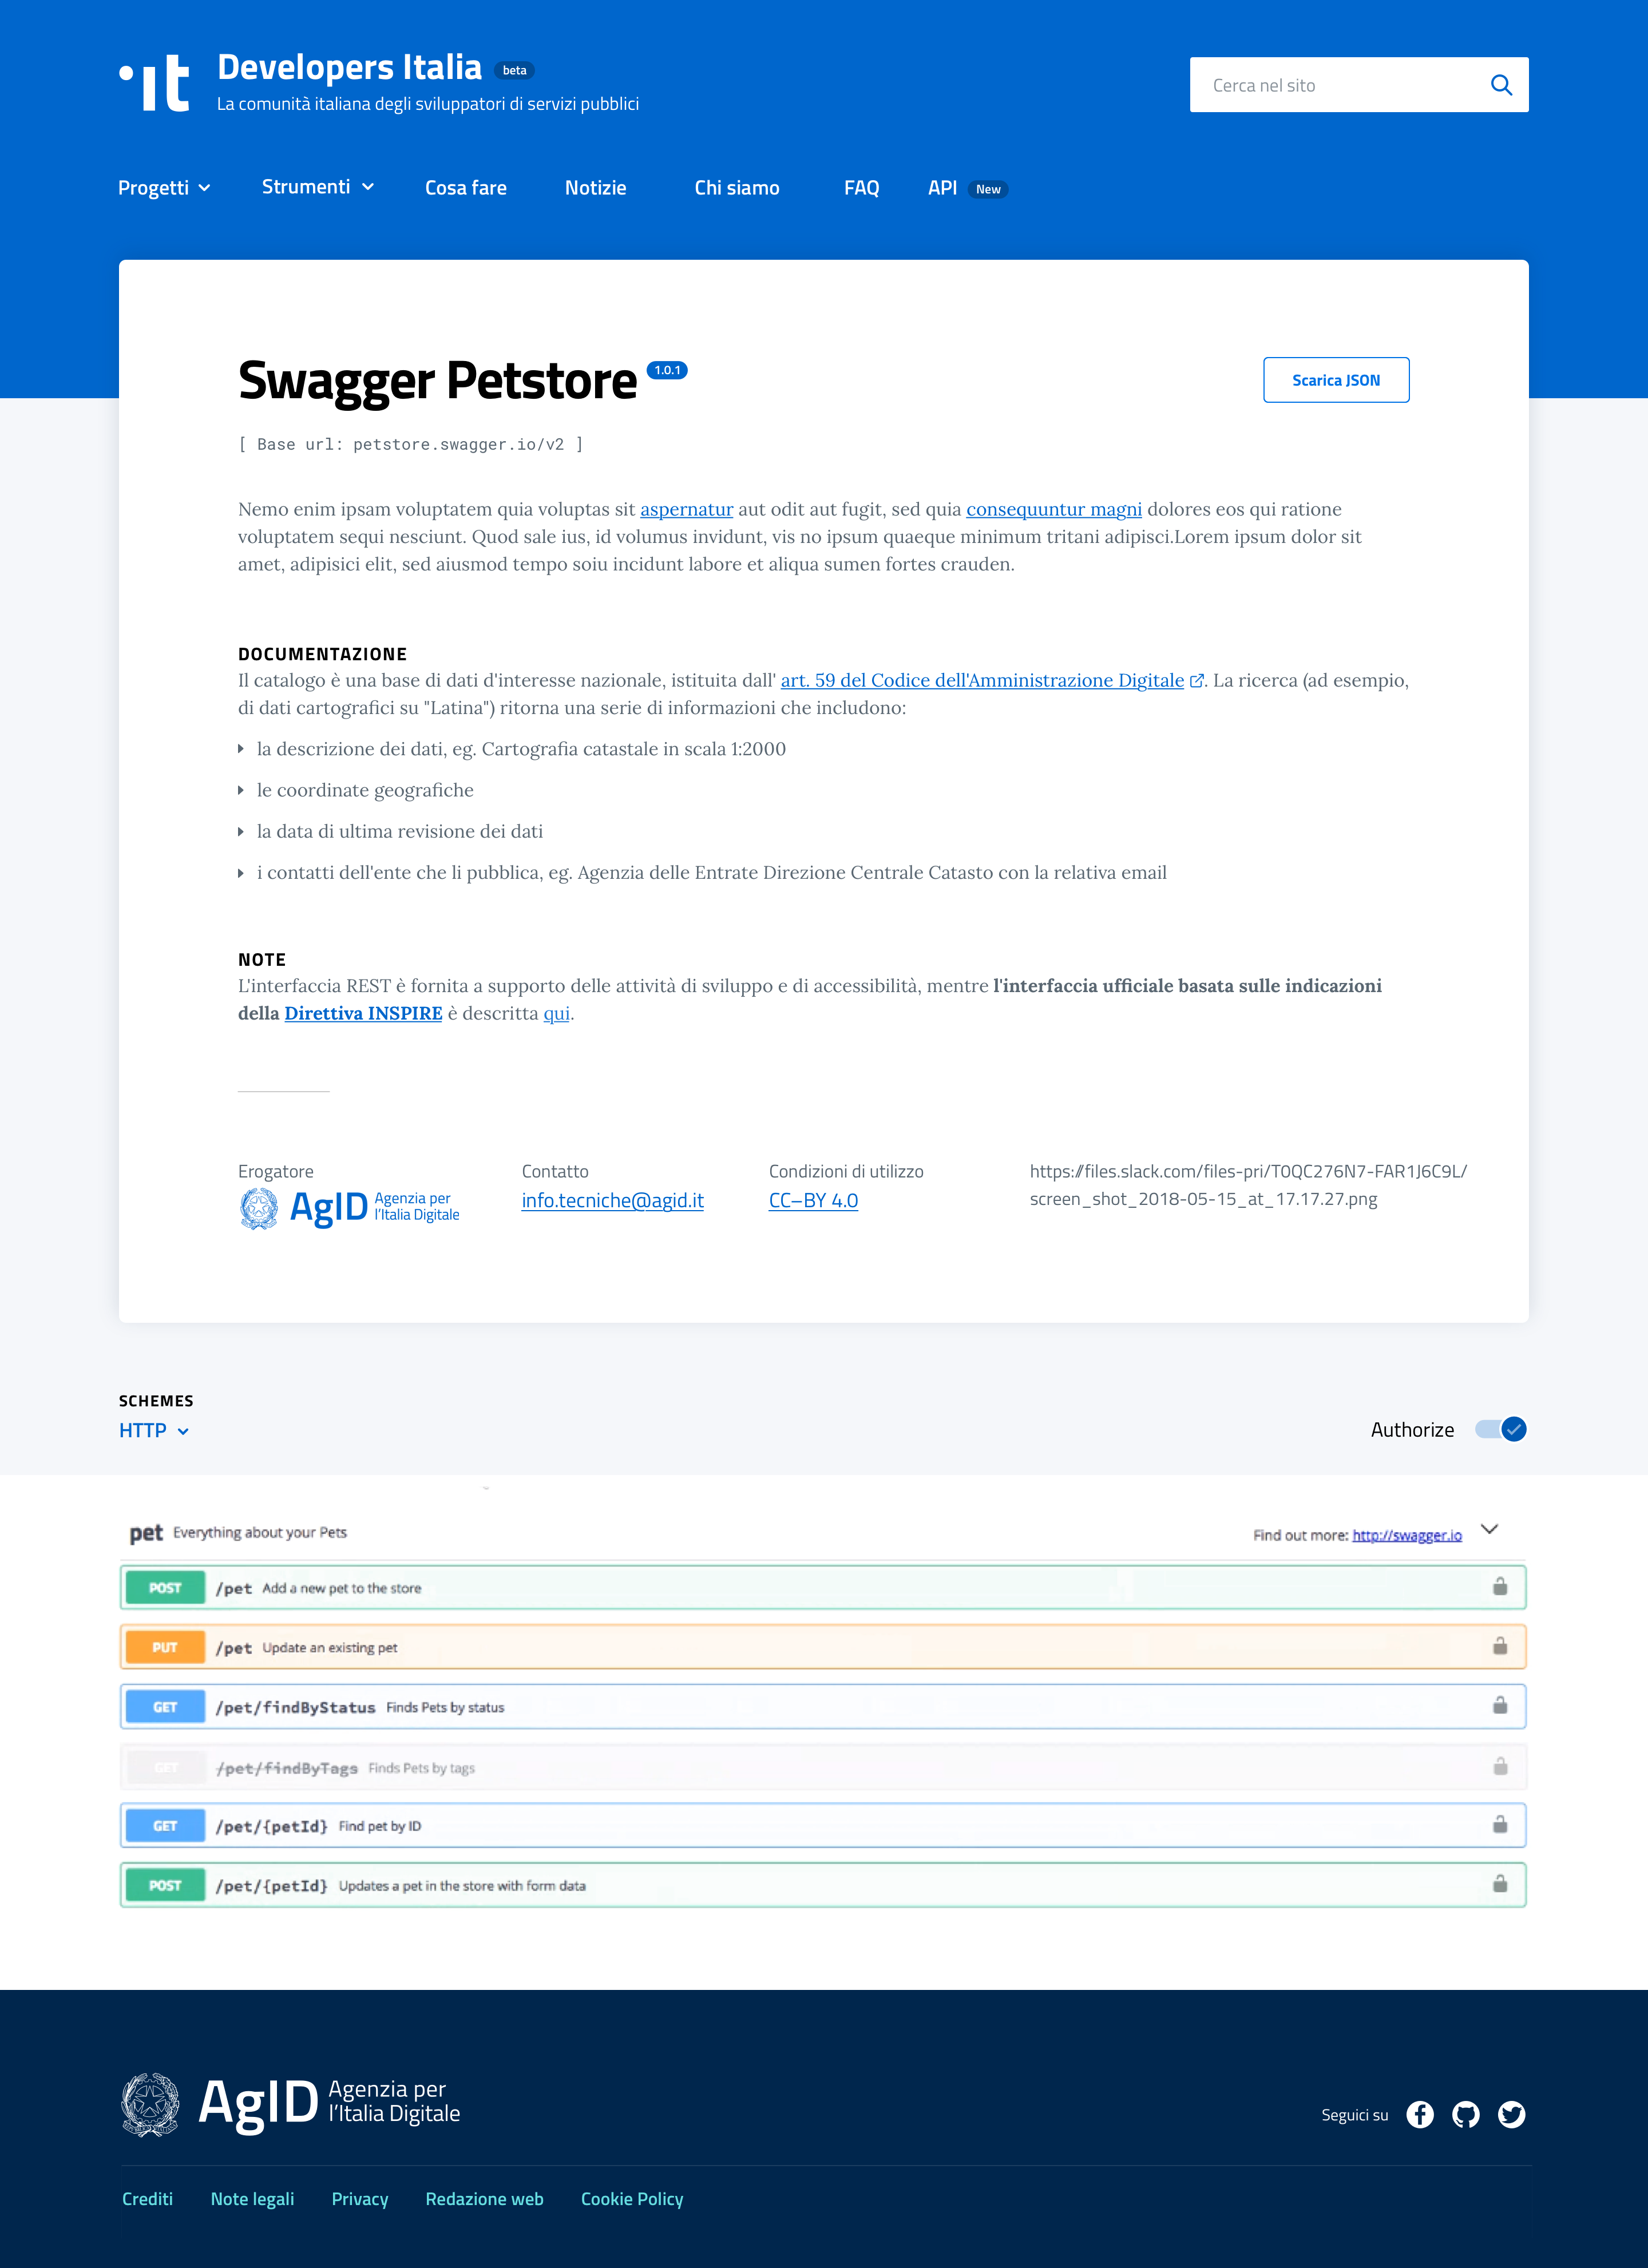 Developers Italia beta
La comunità italiana degli sviluppatori di servizi pubblici
Cerca nel sito
Progetti Strumenti Cosa fare Notizie Chi siamo FAQ API New
Swagger Petstore 1.0.1
Scarica JSON
[ Base url: petstore.swagger.io/v2 ]
Nemo enim ipsam voluptatem quia voluptas sit aspernatur aut odit aut fugit, sed quia consequuntur magni dolores eos qui ratione
voluptatem sequi nesciunt. Quod sale ius, id volumus invidunt, vis no ipsum quaeque minimum tritani adipisci.Lorem ipsum dolor sit
amet, adipisici elit, sed aiusmod tempo soiu incidunt labore et aliqua sumen fortes crauden.
DOCUMENTAZIONE
Il catalogo è una base di dati d'interesse nazionale, istituita dall' art. 59 del Codice dell'Amministrazione Digitale. La ricerca (ad esempio,
di dati cartografici su "Latina") ritorna una serie di informazioni che includono:
la descrizione dei dati, eg. Cartografia catastale in scala 1:2000
le coordinate geografiche
la data di ultima revisione dei dati
i contatti dell'ente che li pubblica, eg. Agenzia delle Entrate Direzione Centrale Catasto con la relativa email
NOTE
L'interfaccia REST è fornita a supporto delle attività di sviluppo e di accessibilità, mentre l'interfaccia ufficiale basata sulle indicazioni
della Direttiva INSPIRE è descritta qui.
Erogatore
AgID Agenzia per
l'Italia Digitale
Contatto
info.tecniche@agid.it
Condizioni di utilizzo
CC–BY 4.0
https://files.slack.com/files-pri/T0QC276N7-FAR1J6C9L/
screen_shot_2018-05-15_at_17.17.27.png
SCHEMES
HTTP
Authorize
pet Everything about your Pets
Find out more: http://swagger.io
POST /pet Add a new pet to the store
PUT /pet Update an existing pet
GET /pet/findByStatus Finds Pets by status
GET /pet/findByTags Finds Pets by tags
GET /pet/{petId} Find pet by ID
POST /pet/{petId} Updates a pet in the store with form data
AgID Agenzia per
l'Italia Digitale
Seguici su
Crediti Note legali Privacy Redazione web Cookie Policy